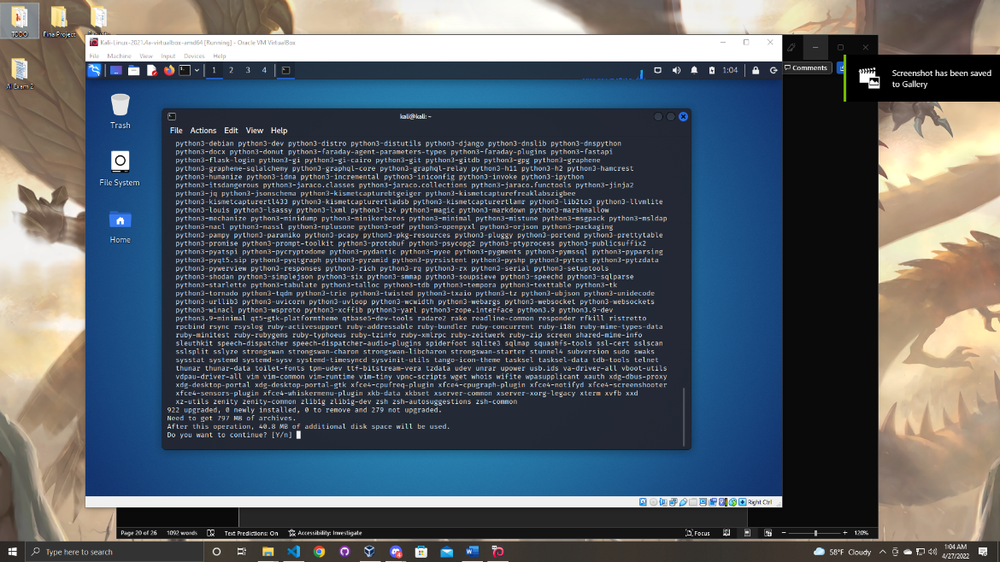 TODO
Final Project
AI Exam 2
Kali-Linux-2021.4a-virtualbox-amd64 [Running] - Oracle VM VirtualBox
File Machine View Input Devices Help
1 2 3 4
1:04
Comments
Screenshot has been saved
to Gallery
Trash
File System
Home
kali@kali: ~
File Actions Edit View Help
python3-debian python3-dev python3-distro python3-distutils python3-django python3-dnslib python3-dnspython
python3-docx python3-donut python3-faraday-agent-parameters-types python3-faraday-plugins python3-fastapi
python3-flask-login python3-gi python3-gi-cairo python3-git python3-gitdb python3-gpg python3-graphene
python3-graphene-sqlalchemy python3-graphql-core python3-graphql-relay python3-h11 python3-h2 python3-hamcrest
python3-humanize python3-idna python3-incremental python3-iniconfig python3-invoke python3-ipython
python3-itsdangerous python3-jaraco.classes python3-jaraco.collections python3-jaraco.functools python3-jinja2
python3-jq python3-jsonschema python3-kismetcapturebtgeiger python3-kismetcapturefreaklabszigbee
python3-kismetcapturertl433 python3-kismetcapturertladsb python3-kismetcapturertlamr python3-lib2to3 python3-llvmlite
python3-louis python3-lsassy python3-lxml python3-lz4 python3-magic python3-markdown python3-marshmallow
python3-mechanize python3-minidump python3-minikerberos python3-minimal python3-mistune python3-msgpack python3-msldap
python3-nacl python3-nassl python3-nplusone python3-odf python3-openpyxl python3-orjson python3-packaging
python3-pampy python3-paramiko python3-pcapy python3-pkg-resources python3-pluggy python3-portend python3-prettytable
python3-promise python3-prompt-toolkit python3-protobuf python3-psycopg2 python3-ptyprocess python3-publicsuffix2
python3-pyatspi python3-pycryptodome python3-pydantic python3-pyee python3-pygments python3-pymssql python3-pyparsing
python3-pyqt5.sip python3-pyqtgraph python3-pyramid python3-pyrsistent python3-pyshp python3-pytest python3-pytzdata
python3-pywerview python3-responses python3-rich python3-rq python3-rx python3-serial python3-setuptools
python3-shodan python3-simplejson python3-six python3-smmap python3-soupsieve python3-speechd python3-sqlparse
python3-starlette python3-tabulate python3-talloc python3-tdb python3-tempora python3-texttable python3-tk
python3-tornado python3-tqdm python3-trie python3-twisted python3-txaio python3-tz python3-ubjson python3-unidecode
python3-urllib3 python3-uvicorn python3-uvloop python3-wcwidth python3-webargs python3-websocket python3-websockets
python3-winacl python3-wsproto python3-xcffib python3-yarl python3-zope.interface python3.9 python3.9-dev
python3.9-minimal qt5-gtk-platformtheme qtbase5-dev-tools radare2 rake readline-common responder rfkill ristretto
rpcbind rsync rsyslog ruby-activesupport ruby-addressable ruby-bundler ruby-concurrent ruby-i18n ruby-mime-types-data
ruby-minitest ruby-rubygems ruby-typhoeus ruby-tzinfo ruby-xmlrpc ruby-zeitwerk ruby-zip screen shared-mime-info
sleuthkit speech-dispatcher speech-dispatcher-audio-plugins spiderfoot sqlite3 sqlmap squashfs-tools ssl-cert sslscan
sslsplit sslyze strongswan strongswan-charon strongswan-libcharon strongswan-starter stunnel4 subversion sudo swaks
sysstat systemd systemd-sysv systemd-timesyncd sysvinit-utils tango-icon-theme tasksel tasksel-data tdb-tools telnet
thunar thunar-data toilet-fonts tpm-udev ttf-bitstream-vera tzdata udev unrar upower usb.ids va-driver-all vboot-utils
vdpau-driver-all vim vim-common vim-runtime vim-tiny vpnc-scripts wget whois wifite wpasupplicant xauth xdg-dbus-proxy
xdg-desktop-portal xdg-desktop-portal-gtk xfce4-cpufreq-plugin xfce4-cpugraph-plugin xfce4-notifyd xfce4-screenshooter
xfce4-sensors-plugin xfce4-whiskermenu-plugin xkb-data xkbset xserver-common xserver-xorg-legacy xterm xvfb xxd
xz-utils zenity zenity-common zlib1g zlib1g-dev zsh zsh-autosuggestions zsh-common
922 upgraded, 0 newly installed, 0 to remove and 279 not upgraded.
Need to get 797 MB of archives.
After this operation, 40.8 MB of additional disk space will be used.
Do you want to continue? [Y/n]
Right Ctrl
Page 20 of 26 1092 words Text Predictions: On Accessibility: Investigate
Focus
120%
Type here to search
58°F Cloudy
1:04 AM
4/27/2022